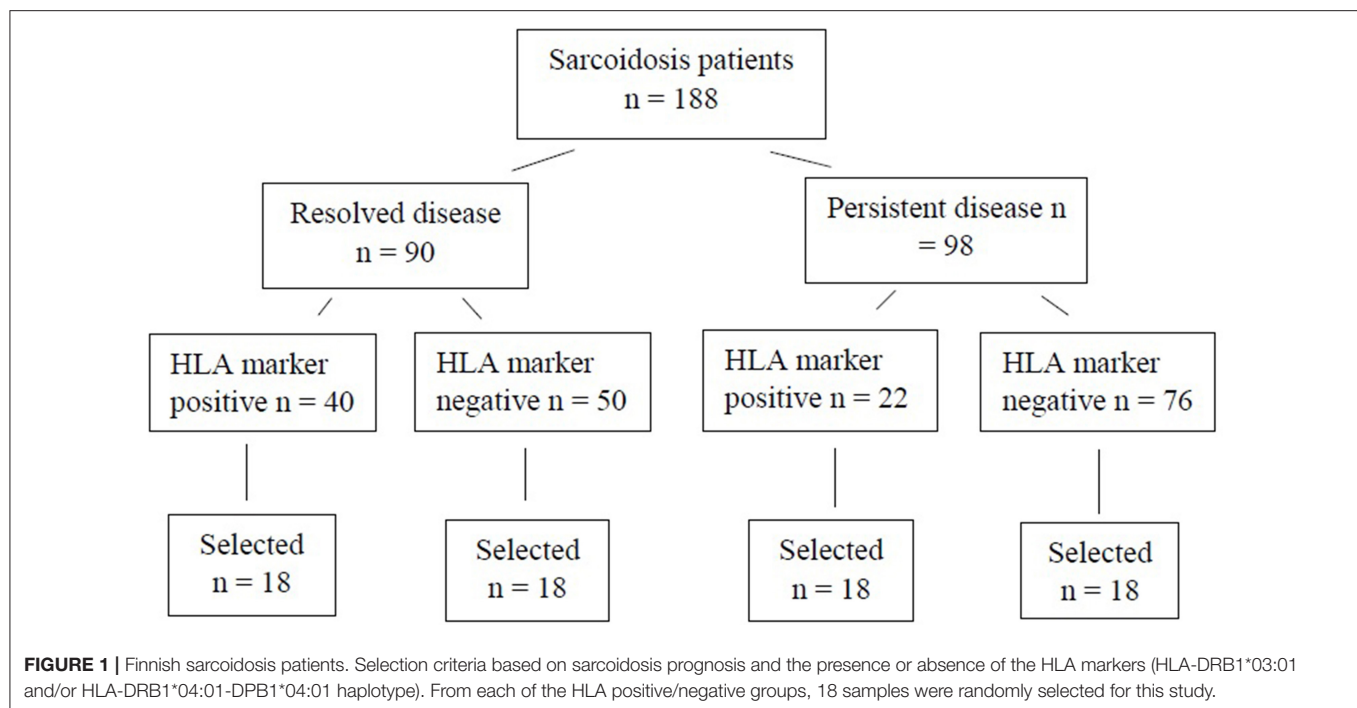 Sarcoidosis patients
n = 188
Resolved disease
n = 90
Persistent disease n
= 98
HLA marker
positive n = 40
HLA marker
negative n = 50
HLA marker
positive n = 22
HLA marker
negative n = 76
Selected
n = 18
Selected
n = 18
Selected
n = 18
Selected
n = 18
FIGURE 1 | Finnish sarcoidosis patients. Selection criteria based on sarcoidosis prognosis and the presence or absence of the HLA markers (HLA-DRB1*03:01
and/or HLA-DRB1*04:01-DPB1*04:01 haplotype). From each of the HLA positive/negative groups, 18 samples were randomly selected for this study.